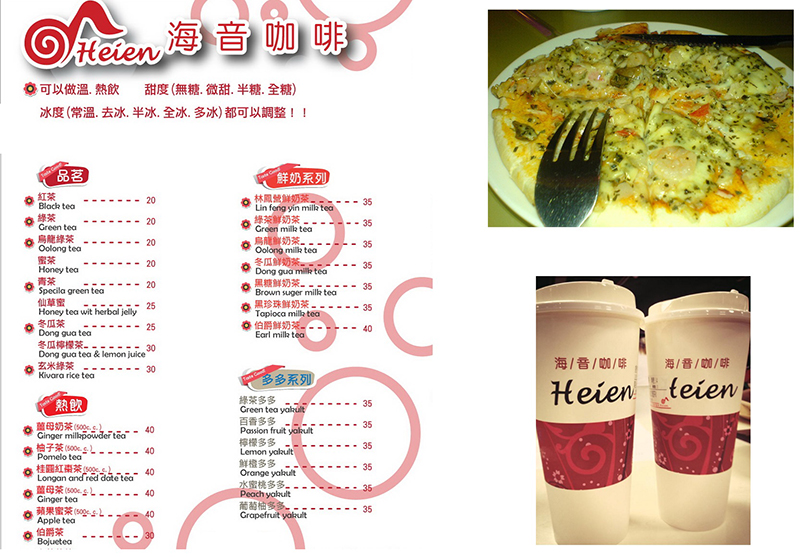 Heien 海音咖啡
可以做溫.熱飲 甜度(無糖.微甜.半糖.全糖)
冰度(常溫.去冰.半冰.全冰.多冰)都可以調整！！
Taste Good!
品茗
紅茶
Black tea 20
綠茶
Green tea 20
烏龍綠茶
Oolong tea 20
蜜茶
Honey tea 20
青茶
Specila green tea 20
仙草蜜
Honey tea wit herbal jelly 25
冬瓜茶
Dong gua tea 25
冬瓜檸檬茶
Dong gua tea & lemon juice 30
玄米綠茶
Kivara rice tea 25
Taste Good!
熱飲
薑母奶茶(500c. c.)
Ginger milkpowder tea 40
柚子茶(500c. c.)
Pomelo tea 40
桂圓紅棗茶(500c. c.)
Longan and red date tea 40
薑母茶(500c. c.)
Ginger tea 40
蘋果蜜茶(500c. c.)
Apple tea 40
伯爵茶
Bojuetea 30
Taste Good!
鮮奶系列
林鳳營鮮奶茶
Lin feng yin milk tea 35
綠茶鮮奶茶
Green milk tea 35
烏龍鮮奶茶
Oolong milk tea 35
冬瓜鮮奶茶
Dong gua milk tea 35
黑糖鮮奶茶
Brown suger milk tea 35
黑珍珠鮮奶茶
Tapioca milk tea 35
伯爵鮮奶茶
Earl milk tea 40
Taste Good!
多多系列
綠茶多多
Green tea yakult 35
百香多多
Passion fruit yakult 35
檸檬多多
Lemon yakult 35
鮮橙多多
Orange yakult 35
水蜜桃多多
Peach yakult 35
葡萄柚多多
Grapefruit yakult 35
海/音/咖/啡
Heien
海/音/咖/啡
teien